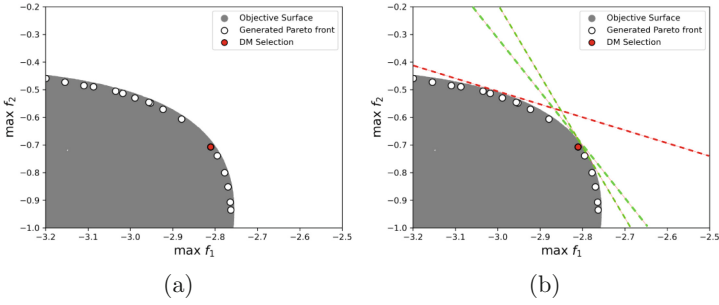 Objective Surface
Generated Pareto front
DM Selection
−0.2
−0.3
−0.4
−0.5
−0.6
−0.7
−0.8
−0.9
−1.0
max f₂
−3.2 −3.1 −3.0 −2.9 −2.8 −2.7 −2.6 −2.5
max f₁
(a)
Objective Surface
Generated Pareto front
DM Selection
−0.2
−0.3
−0.4
−0.5
−0.6
−0.7
−0.8
−0.9
−1.0
max f₂
−3.2 −3.1 −3.0 −2.9 −2.8 −2.7 −2.6 −2.5
max f₁
(b)